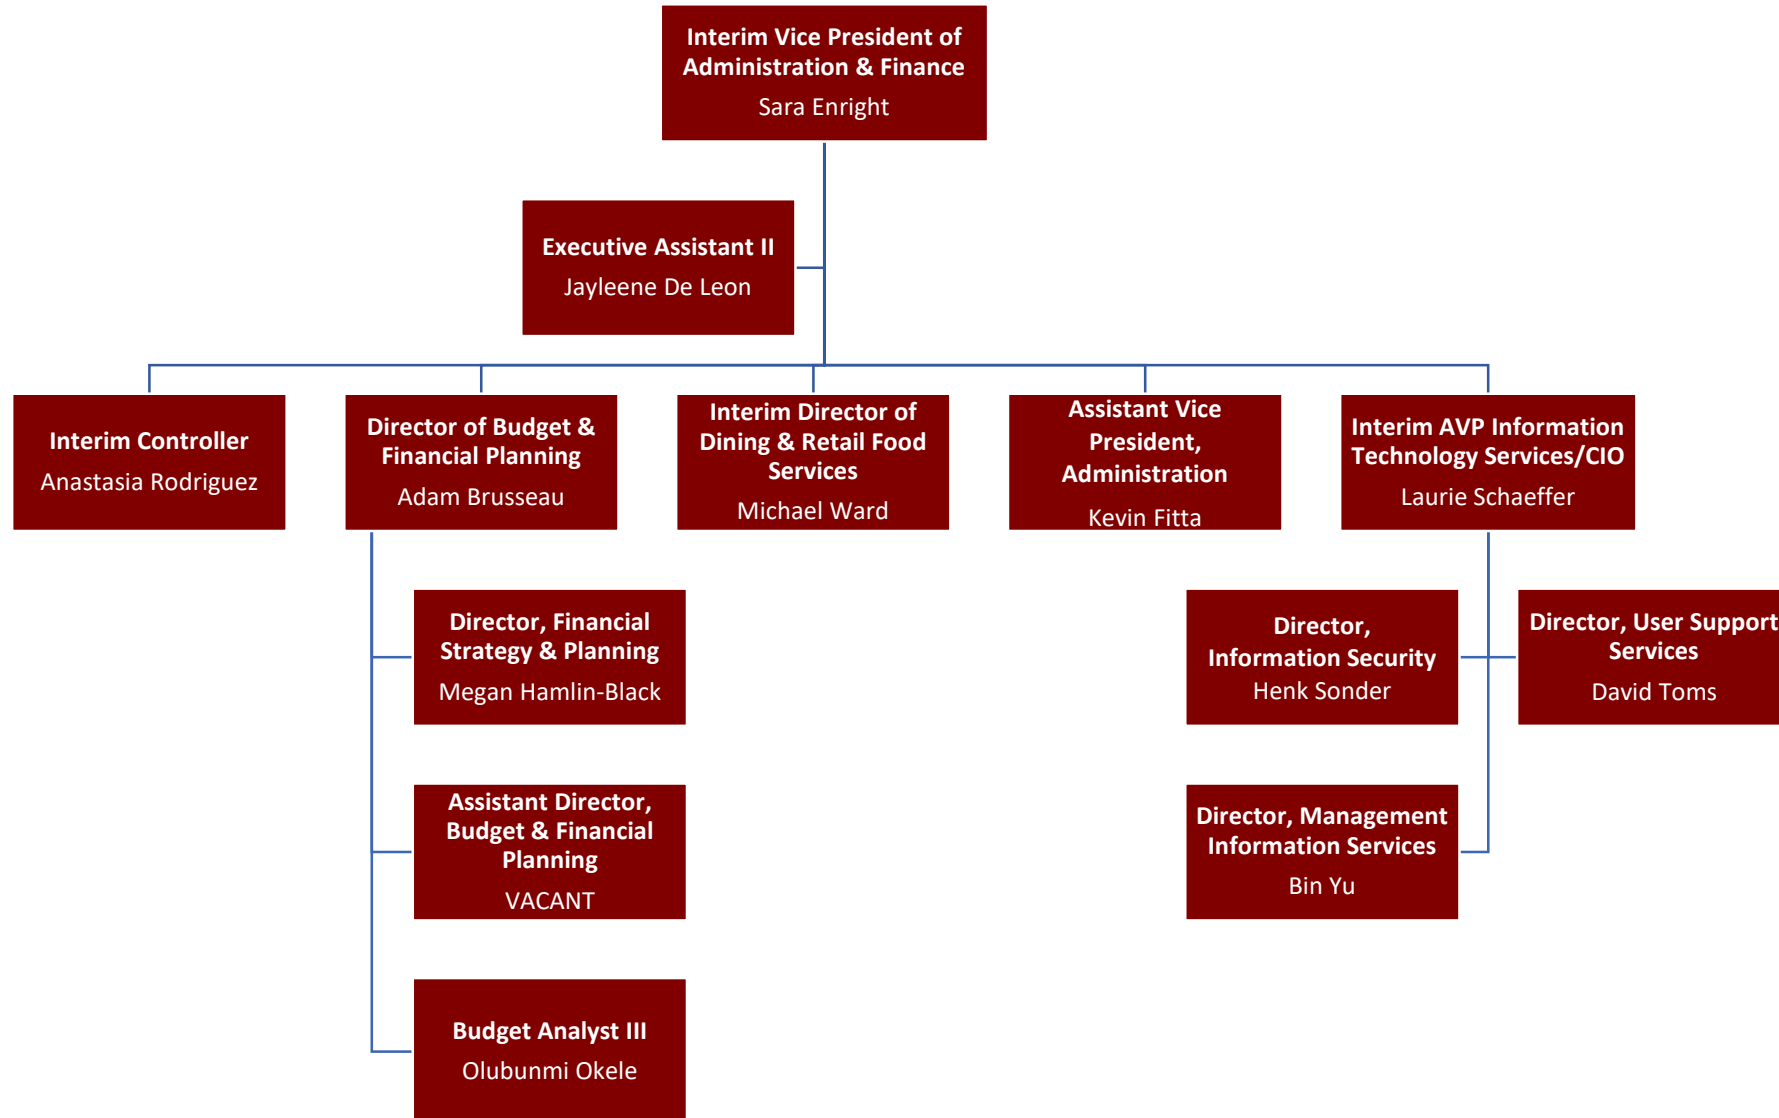 Interim Vice President of
Administration & Finance
Sara Enright
Executive Assistant II
Jayleene De Leon
Interim Controller
Anastasia Rodriguez
Director of Budget &
Financial Planning
Adam Brusseau
Interim Director of
Dining & Retail Food
Services
Michael Ward
Assistant Vice
President,
Administration
Kevin Fitta
Interim AVP Information
Technology Services/CIO
Laurie Schaeffer
Director, Financial
Strategy & Planning
Megan Hamlin-Black
Director,
Information Security
Henk Sonder
Director, User Support
Services
David Toms
Assistant Director,
Budget & Financial
Planning
VACANT
Director, Management
Information Services
Bin Yu
Budget Analyst III
Olubunmi Okele